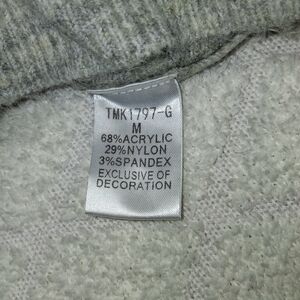 TMK1797-G
M
68%ACRYLIC
29%NYLON
3%SPANDEX
EXCLUSIVE OF
DECORATION